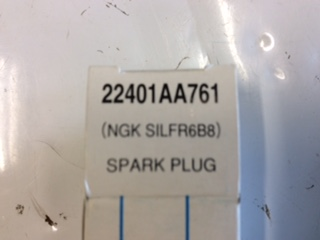 22401AA761
(NGK SILFR6B8)
SPARK PLUG